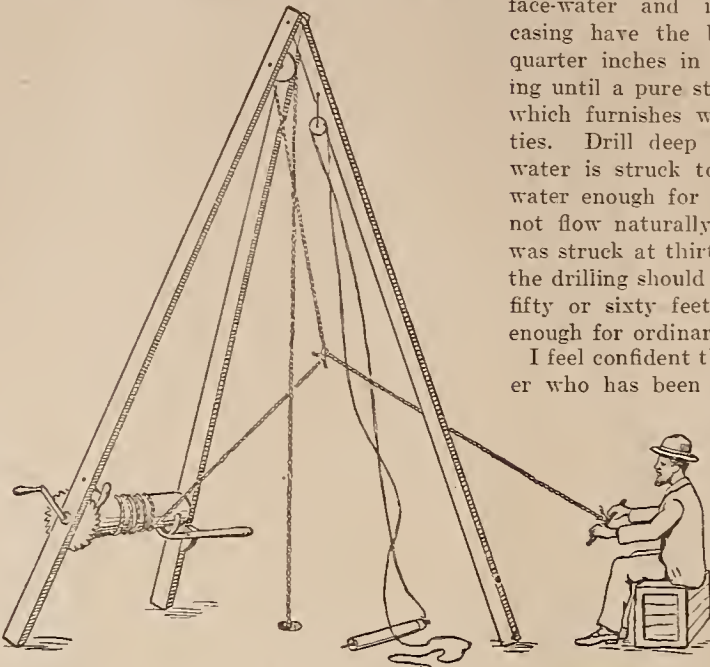 face-water and i
casing have the b
quarter inches in
ing until a pure st
which furnishes w
ties. Drill deep
water is struck to
water enough for
not flow naturally
was struck at thirt
the drilling should
fifty or sixty feet
enough for ordinar
I feel confident th
er who has been